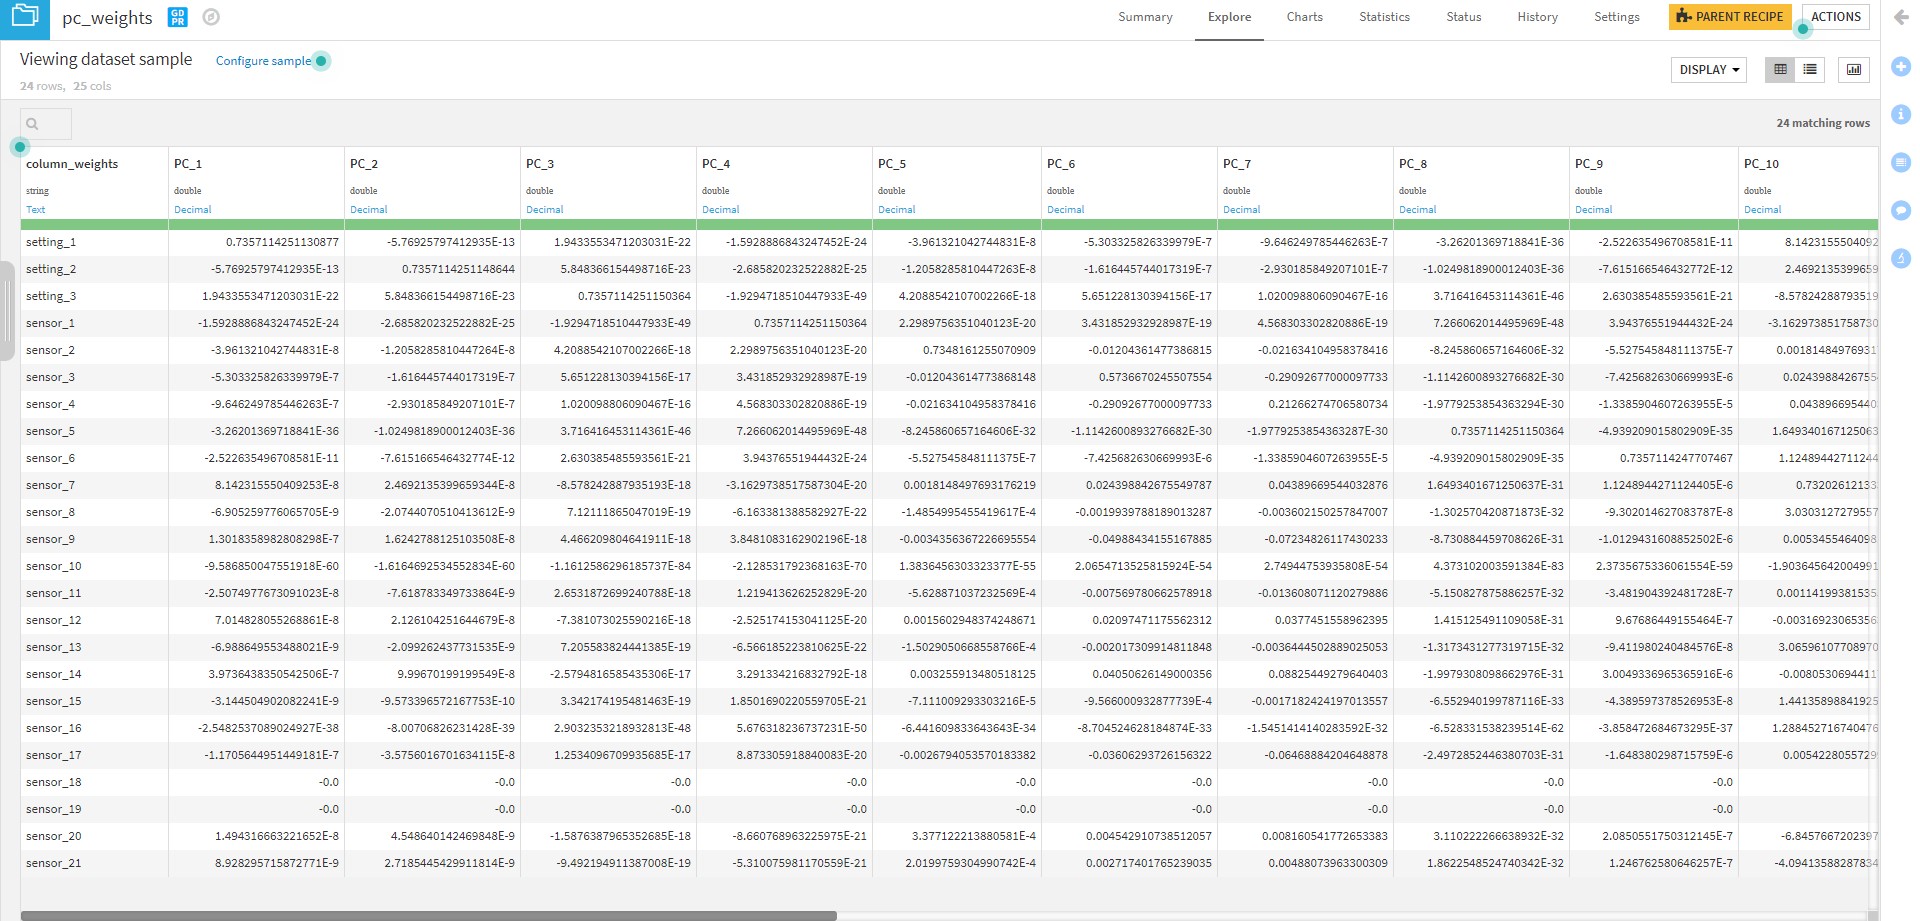 pc_weights GD PR Summary Explore Charts Statistics Status History Settings PARENT RECIPE ACTIONS
Viewing dataset sample Configure sample
DISPLAY
24 rows, 25 cols
24 matching rows
column_weights PC_1 PC_2 PC_3 PC_4 PC_5 PC_6 PC_7 PC_8 PC_9 PC_10
string double double double double double double double double double double
Text Decimal Decimal Decimal Decimal Decimal Decimal Decimal Decimal Decimal Decimal
setting_1 0.7357114251130877 -5.76925797412935E-13 1.9433553471203031E-22 -1.5928886843247452E-24 -3.961321042744831E-8 -5.303325826339979E-7 -9.646249785446263E-7 -3.26201369718841E-36 -2.522635496708581E-11 8.1423155504092
setting_2 -5.76925797412935E-13 0.7357114251148644 5.848366154498716E-23 -2.685820232522882E-25 -1.2058285810447263E-8 -1.616445744017319E-7 -2.930185849207101E-7 -1.0249818900012403E-36 -7.615166546432772E-12 2.4692135399659
setting_3 1.9433553471203031E-22 5.848366154498716E-23 0.7357114251150364 -1.9294718510447933E-49 4.2088542107002266E-18 5.651228130394156E-17 1.020098806090467E-16 3.716416453114361E-46 2.630385485593561E-21 -8.57824288793519
sensor_1 -1.5928886843247452E-24 -2.685820232522882E-25 -1.9294718510447933E-49 0.7357114251150364 2.2989756351040123E-20 3.431852932928987E-19 4.568303302820886E-19 7.266062014495969E-48 3.94376551944432E-24 -3.162973851758730
sensor_2 -3.961321042744831E-8 -1.2058285810447264E-8 4.2088542107002266E-18 2.2989756351040123E-20 0.7348161255070909 -0.01204361477386815 -0.021634104958378416 -8.245860657164606E-32 -5.527545848111375E-7 0.0018148497693 1
sensor_3 -5.303325826339979E-7 -1.616445744017319E-7 5.651228130394156E-17 3.431852932928987E-19 -0.012043614773868148 0.5736670245507554 -0.29092677000097733 -1.1142600893276682E-30 -7.425682630669993E-6 0.02439884267554
sensor_4 -9.646249785446263E-7 -2.930185849207101E-7 1.020098806090467E-16 4.568303302820886E-19 -0.021634104958378416 -0.29092677000097733 0.21266274706580734 -1.9779253854363294E-30 -1.3385904607263955E-5 0.0438966954403
sensor_5 -3.26201369718841E-36 -1.0249818900012403E-36 3.716416453114361E-46 7.266062014495969E-48 -8.245860657164606E-32 -1.1142600893276682E-30 -1.9779253854363287E-30 0.7357114251150364 -4.939209015802909E-35 1.649340167125063
sensor_6 -2.522635496708581E-11 -7.615166546432774E-12 2.630385485593561E-21 3.94376551944432E-24 -5.527545848111375E-7 -7.425682630669993E-6 -1.3385904607263955E-5 -4.939209015802909E-35 0.7357114247707467 1.12489442711244
sensor_7 8.142315550409253E-8 2.4692135399659344E-8 -8.578242887935193E-18 -3.1629738517587304E-20 0.0018148497693176219 0.024398842675549787 0.04389669544032876 1.6493401671250637E-31 1.1248944271124405E-6 0.73202612133
sensor_8 -6.905259776065705E-9 -2.0744070510413612E-9 7.12111865047019E-19 -6.163381388582927E-22 -1.4854995455419617E-4 -0.0019939788189013287 -0.003602150257847007 -1.302570420871873E-32 -9.302014627083787E-8 3.0303127279557
sensor_9 1.3018358982808298E-7 1.6242788125103508E-8 4.466209804641911E-18 3.8481083162902196E-18 -0.0034356367226695554 -0.04988434155167885 -0.07234826117430233 -8.730884459708626E-31 -1.0129431608852502E-6 0.0053455464098
sensor_10 -9.586850047551918E-60 -1.6164692534552834E-60 -1.1612586296185737E-84 -2.128531792368163E-70 1.3836456303323377E-55 2.0654713525815924E-54 2.74944753935808E-54 4.373102003591384E-83 2.3735675336061554E-59 -1.903645642004991
sensor_11 -2.5074977673091023E-8 -7.618783349733864E-9 2.6531872699240788E-18 1.219413626252829E-20 -5.628871037232569E-4 -0.007569780662578918 -0.013608071120279886 -5.150827875886257E-32 -3.481904392481728E-7 0.00114199381535
sensor_12 7.014828055268861E-8 2.126104251644679E-8 -7.381073025590216E-18 -2.525174153041125E-20 0.0015602948374248671 0.02097471175562312 0.0377451558962395 1.415125491109058E-31 9.67686449155464E-7 -0.003169230653565
sensor_13 -6.988649553488021E-9 -2.099262437731535E-9 7.205583824441385E-19 -6.566185223810625E-22 -1.5029050668558766E-4 -0.002017309914811848 -0.0036444502889025053 -1.3173431277319715E-32 -9.411980240484576E-8 3.06596107708970
sensor_14 3.9736438350542506E-7 9.99670199199549E-8 -2.5794816585435306E-17 3.291334216832792E-18 0.003255913480518125 0.04050626149000356 0.08825449279640403 -1.9979308098662976E-31 3.0049336965365916E-6 -0.0080530694411
sensor_15 -3.144504902082241E-9 -9.573396572167753E-10 3.342174195481463E-19 1.8501690220559705E-21 -7.111009293303216E-5 -9.566000932877739E-4 -0.0017182424197013557 -6.552940199787116E-33 -4.389597378526953E-8 1.44135898841925
sensor_16 -2.5482537089024927E-38 -8.00706826231428E-39 2.9032353218932813E-48 5.676318236737231E-50 -6.441609833643643E-34 -8.704524628184874E-33 -1.5451414140283592E-32 -6.528331538239514E-62 -3.858472684673295E-37 1.288452716740476
sensor_17 -1.1705644951449181E-7 -3.5756016701634115E-8 1.2534096709935685E-17 8.873305918840083E-20 -0.0026794053570183382 -0.03606293726156322 -0.06468884204648878 -2.4972852446380703E-31 -1.648380298715759E-6 0.0054228055729
sensor_18 -0.0 -0.0 -0.0 -0.0 -0.0 -0.0 -0.0 -0.0 -0.0
sensor_19 -0.0 -0.0 -0.0 -0.0 -0.0 -0.0 -0.0 -0.0 -0.0
sensor_20 1.494316663221652E-8 4.548640142469848E-9 -1.5876387965352685E-18 -8.660768963225975E-21 3.377122213880581E-4 0.004542910738512057 0.008160541772653383 3.110222266638932E-32 2.0850551750312145E-7 -6.8457667202397
sensor_21 8.928295715872771E-9 2.7185445429911814E-9 -9.492194911387008E-19 -5.310075981170559E-21 2.0199759304990742E-4 0.002717401765239035 0.00488073963300309 1.8622548524740342E-32 1.246762580646257E-7 -4.09413588287834